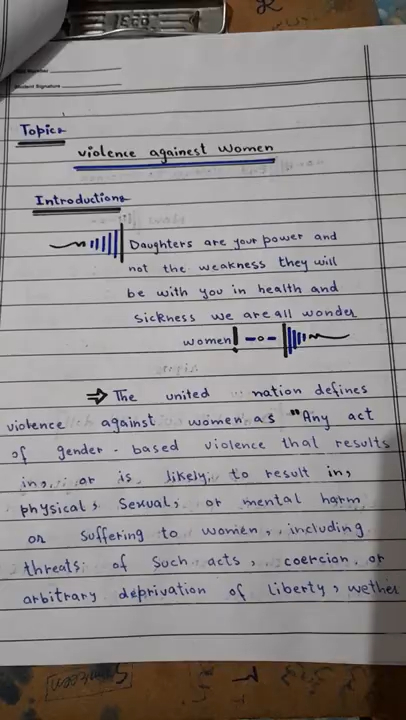 Student Signature
Topic
violence againest Women
Introduction
Daughters are your power and
not the weakness they will
be with you in health and
sickness we are all wonder
women!
⇒ The united nation defines
violence against women as "Any act
of gender-based violence that results
in, or is likely, to result in,
physical, Sexual, or mental harm
or Suffering to women, including
threats of Such acts, coercion, or
arbitrary deprivation of Liberty, wether